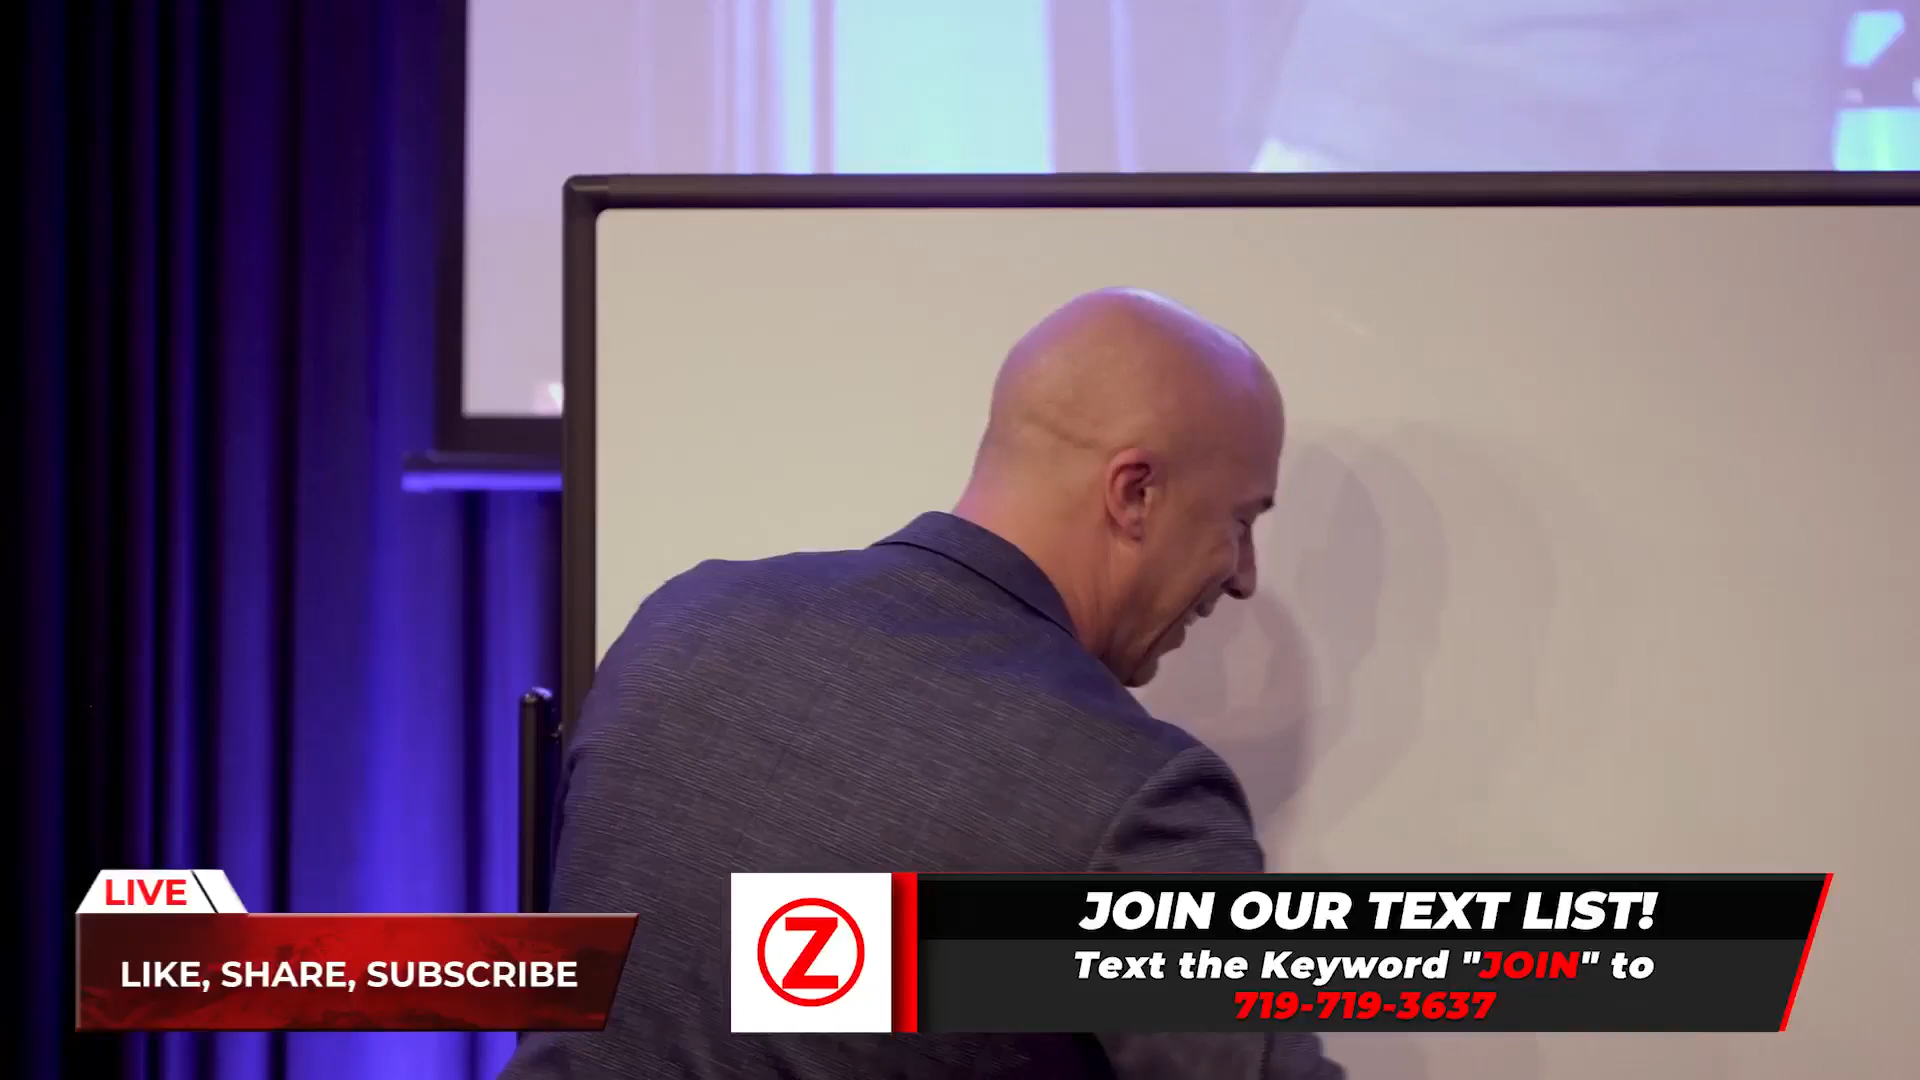 LIVE
LIKE, SHARE, SUBSCRIBE
Z
JOIN OUR TEXT LIST!
Text the Keyword "JOIN" to
719-719-3637